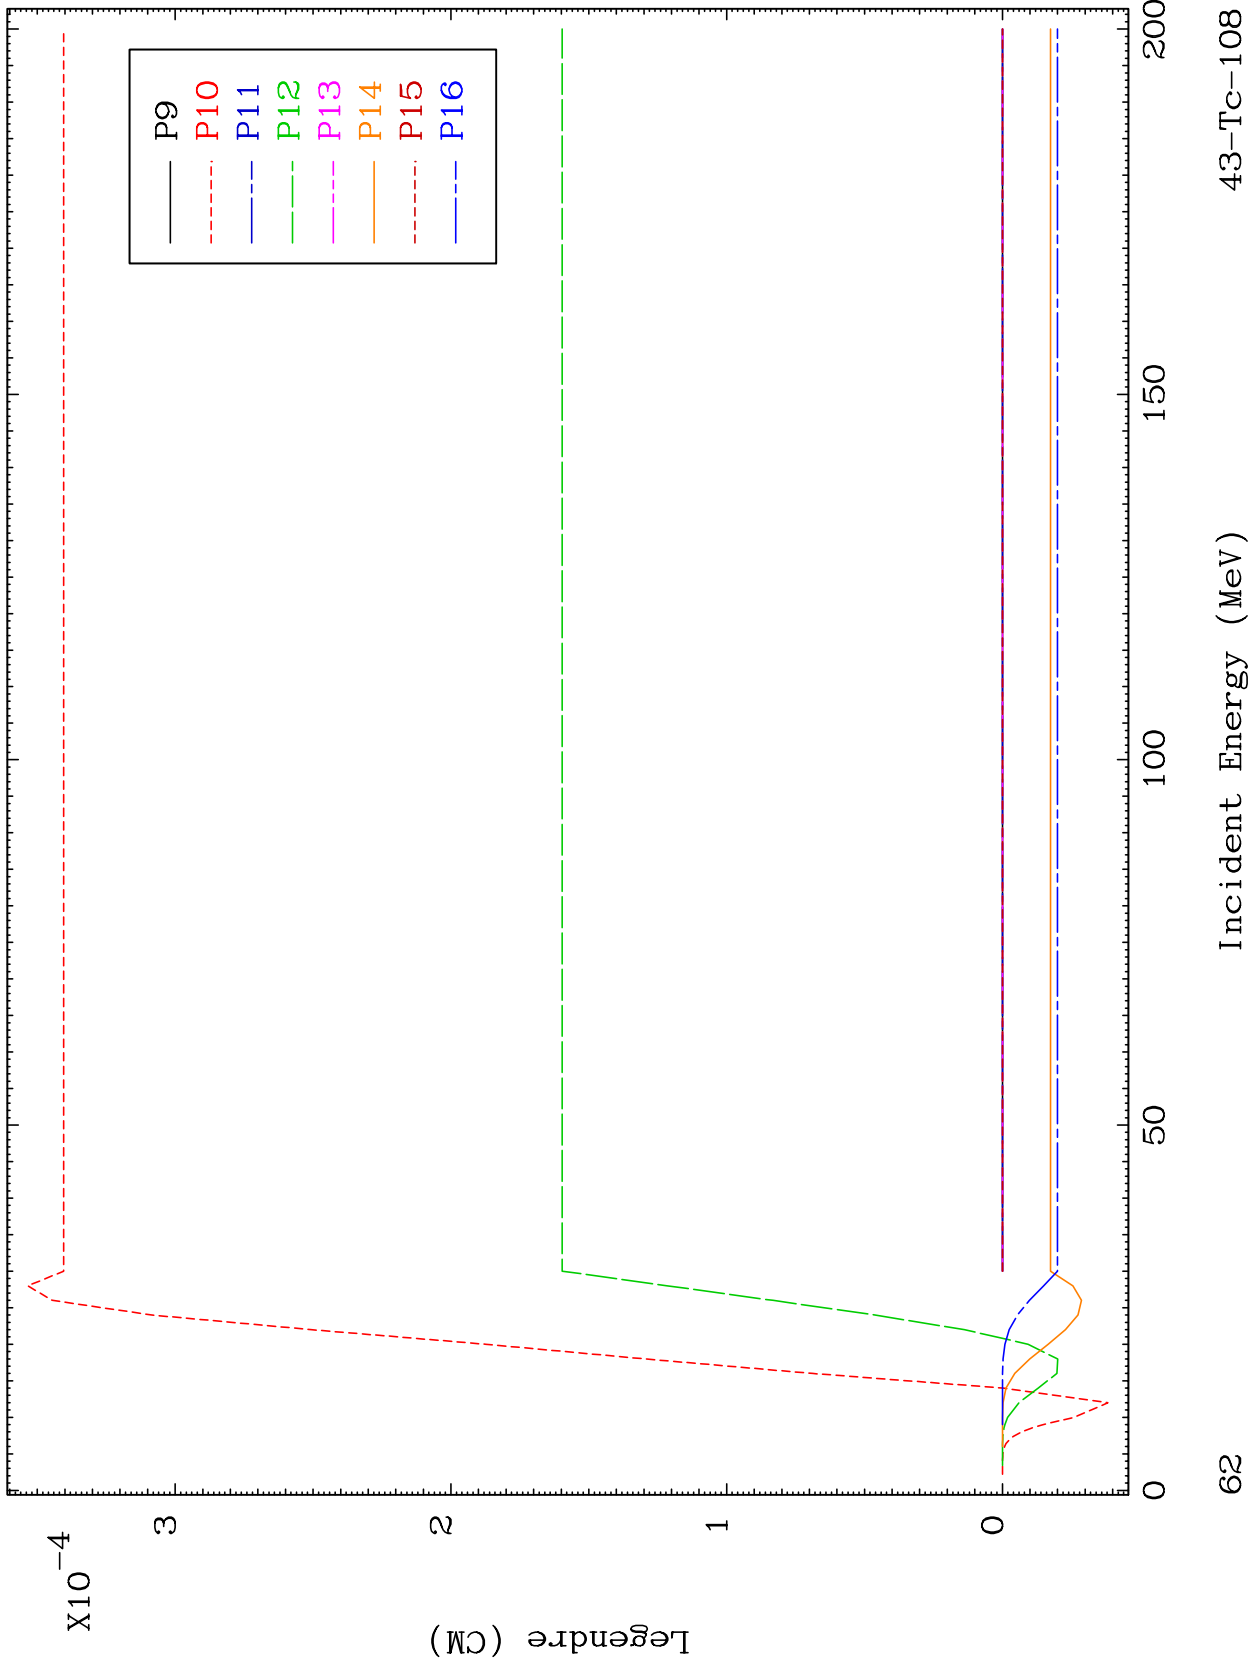 X10-4
Legendre (CM)
3
2
1
0
P9
P10
P11
P12
P13
P14
P15
P16
0
50
100
150
200
Incident Energy (MeV)
62
43-Tc-108